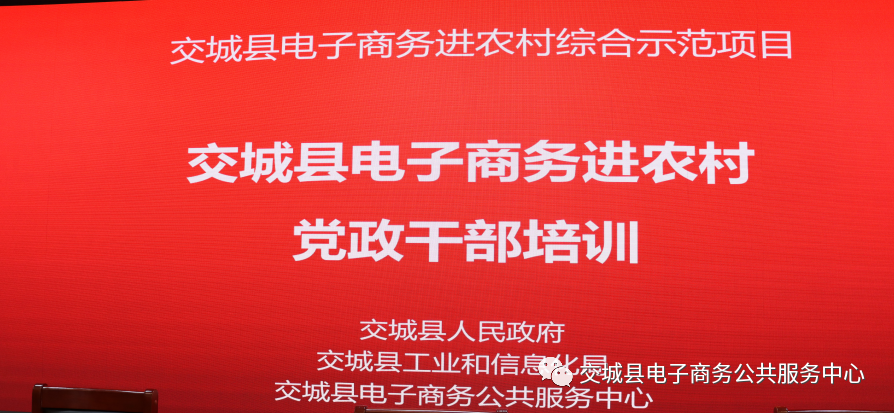 交城县电子商务进农村综合示范项目
交城县电子商务进农村
党政干部培训
交城县人民政府
交城县工业和信息化局
交城县电子商务公共服务中心
交城县电子商务公共服务中心